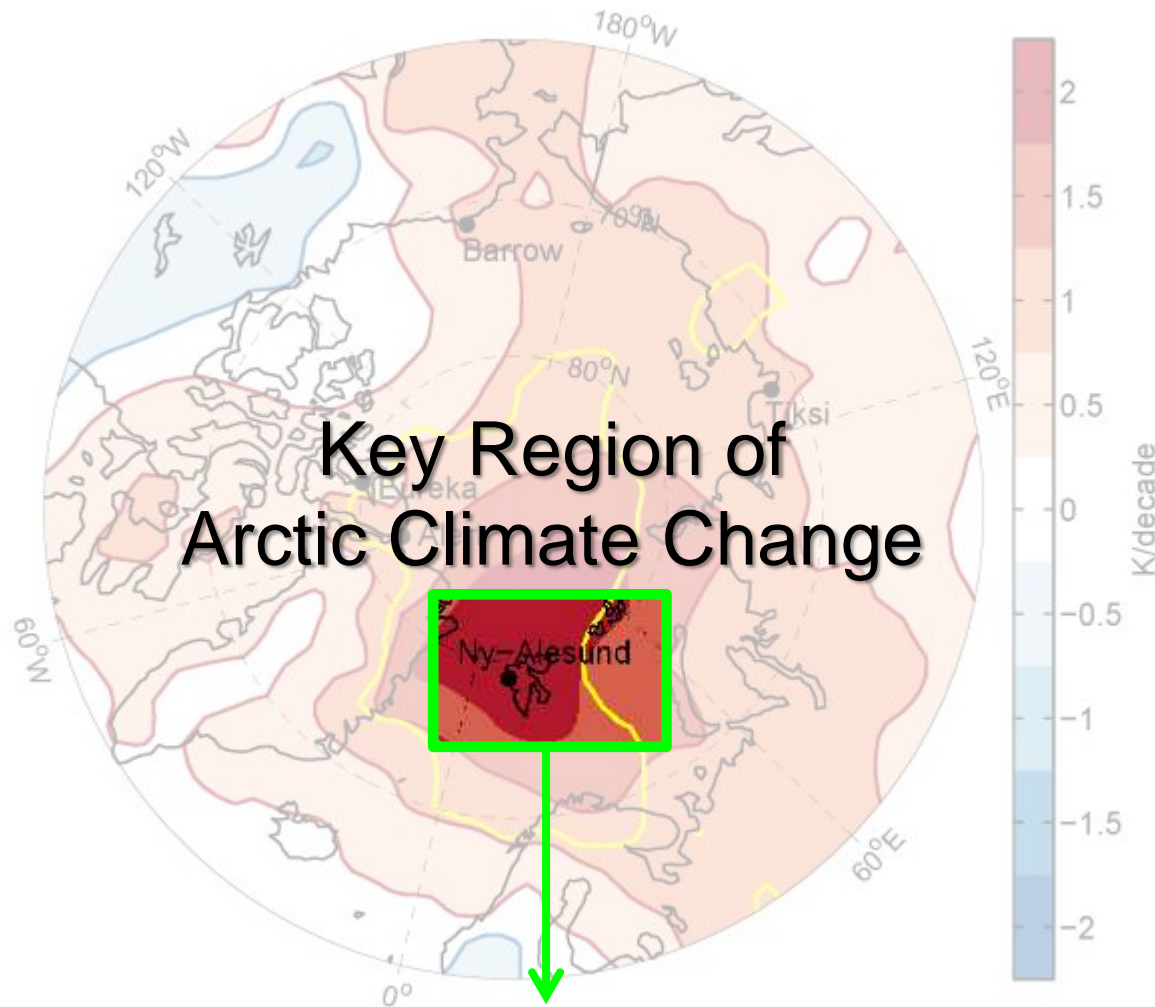 180°W
120°W
2
1.5
70°N
Barrow
1
80°N
120°E
Tiksi
0.5
Key Region of
Eureka
0
K/decade
Arctic Climate Change
−0.5
60°W
Ny−Alesund
−1
−1.5
60°E
−2
0°